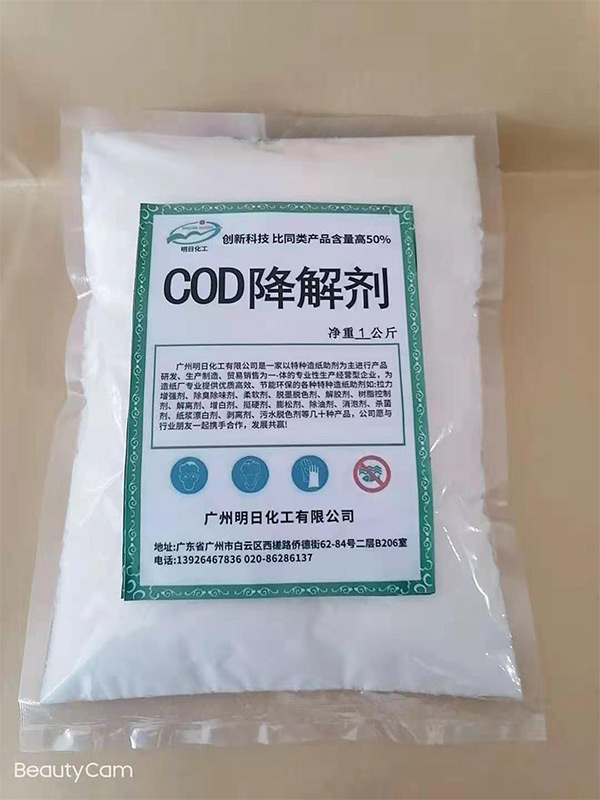 创新科技 比同类产品含量高50%
明日化工
COD降解剂
净重1公斤
广州明日化工有限公司是一家以特种造纸助剂为主进行产品
研发、生产制造、贸易销售为一-体的专业性生产经营型企业，为
造纸厂专业提供优质高效、节能环保的各种特种造纸助剂如:拉力
增强剂、除臭除味剂、柔软剂、脱墨脱色剂、解胶剂、树脂控制
剂、解离剂、增白剂、挺硬剂、膨松剂、除油剂、消泡剂、杀菌
剂、纸浆漂白剂、剥离剂、污水脱色剂等几十种产品，公司愿与
行业朋友一起携手合作，发展共赢!
广州明日化工有限公司
地址:广东省广州市白云区西槎路侨德街62-84号二层B206室
电话:13926467836 020-86286137
BeautyCam